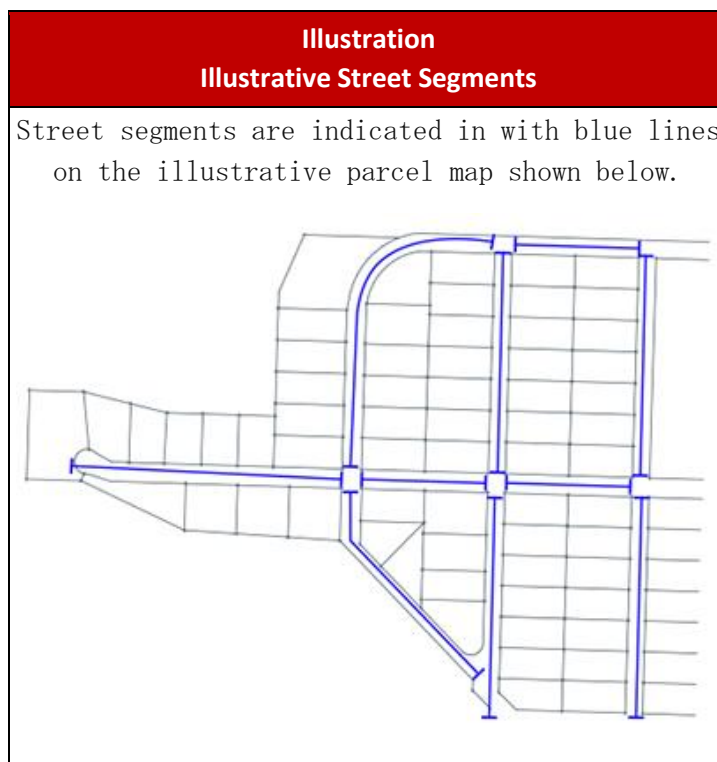 Illustration
Illustrative Street Segments
Street segments are indicated in with blue lines
on the illustrative parcel map shown below.